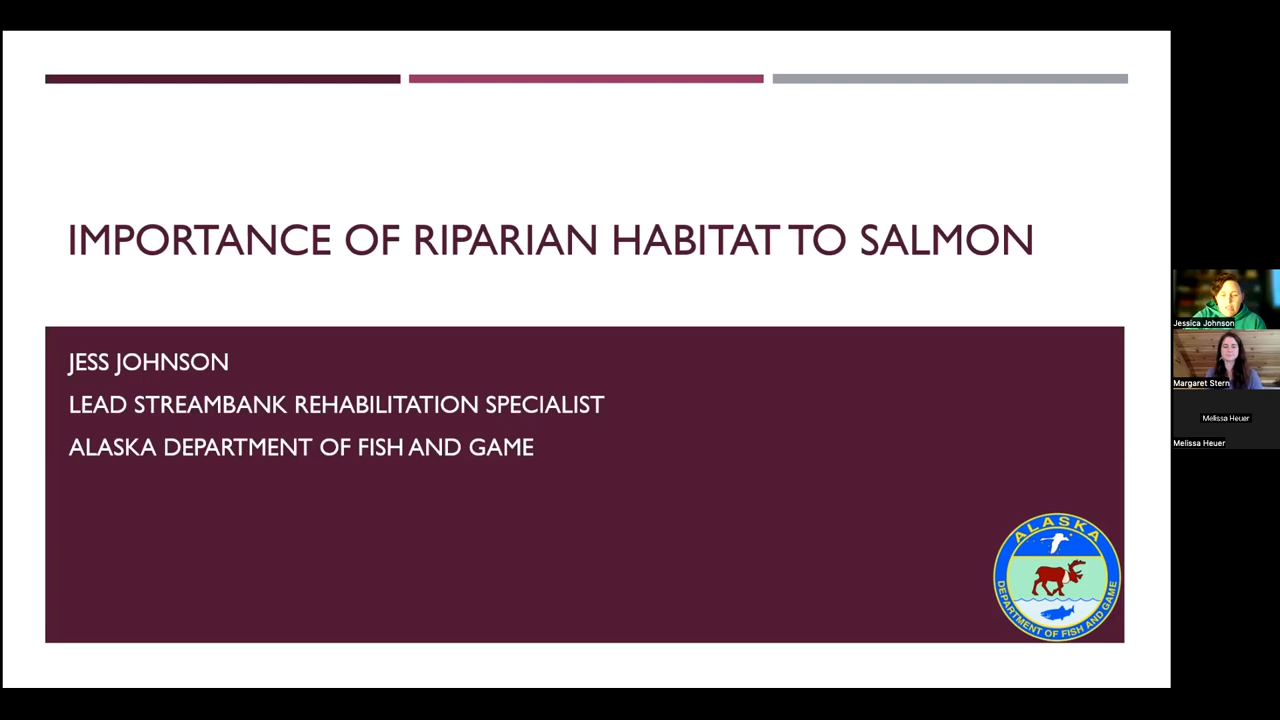 IMPORTANCE OF RIPARIAN HABITAT TO SALMON
JESS JOHNSON
LEAD STREAMBANK REHABILITATION SPECIALIST
ALASKA DEPARTMENT OF FISH AND GAME
ALASKA
DEPARTMENT OF FISH AND GAME
Jessica Johnson
Margaret Stern
Melissa Heuer
Melissa Heuer